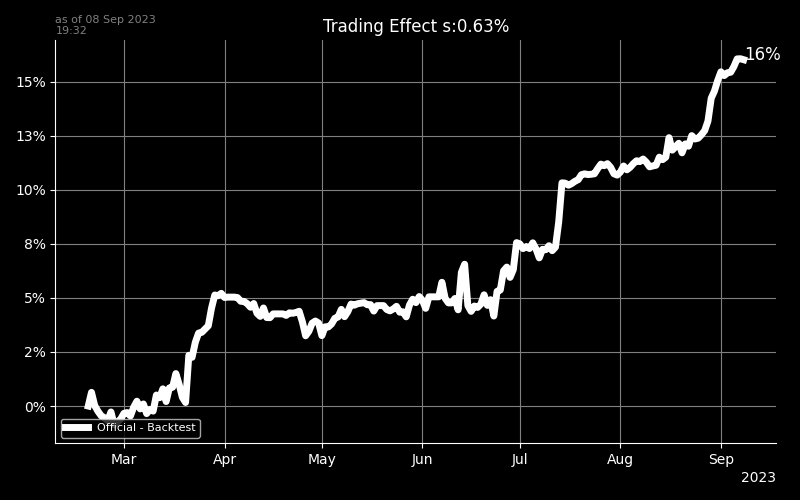 as of 08 Sep 2023
19:32
Trading Effect s:0.63%
16%
15%
13%
10%
8%
5%
2%
0%
Official - Backtest
Mar Apr May Jun Jul Aug Sep
2023